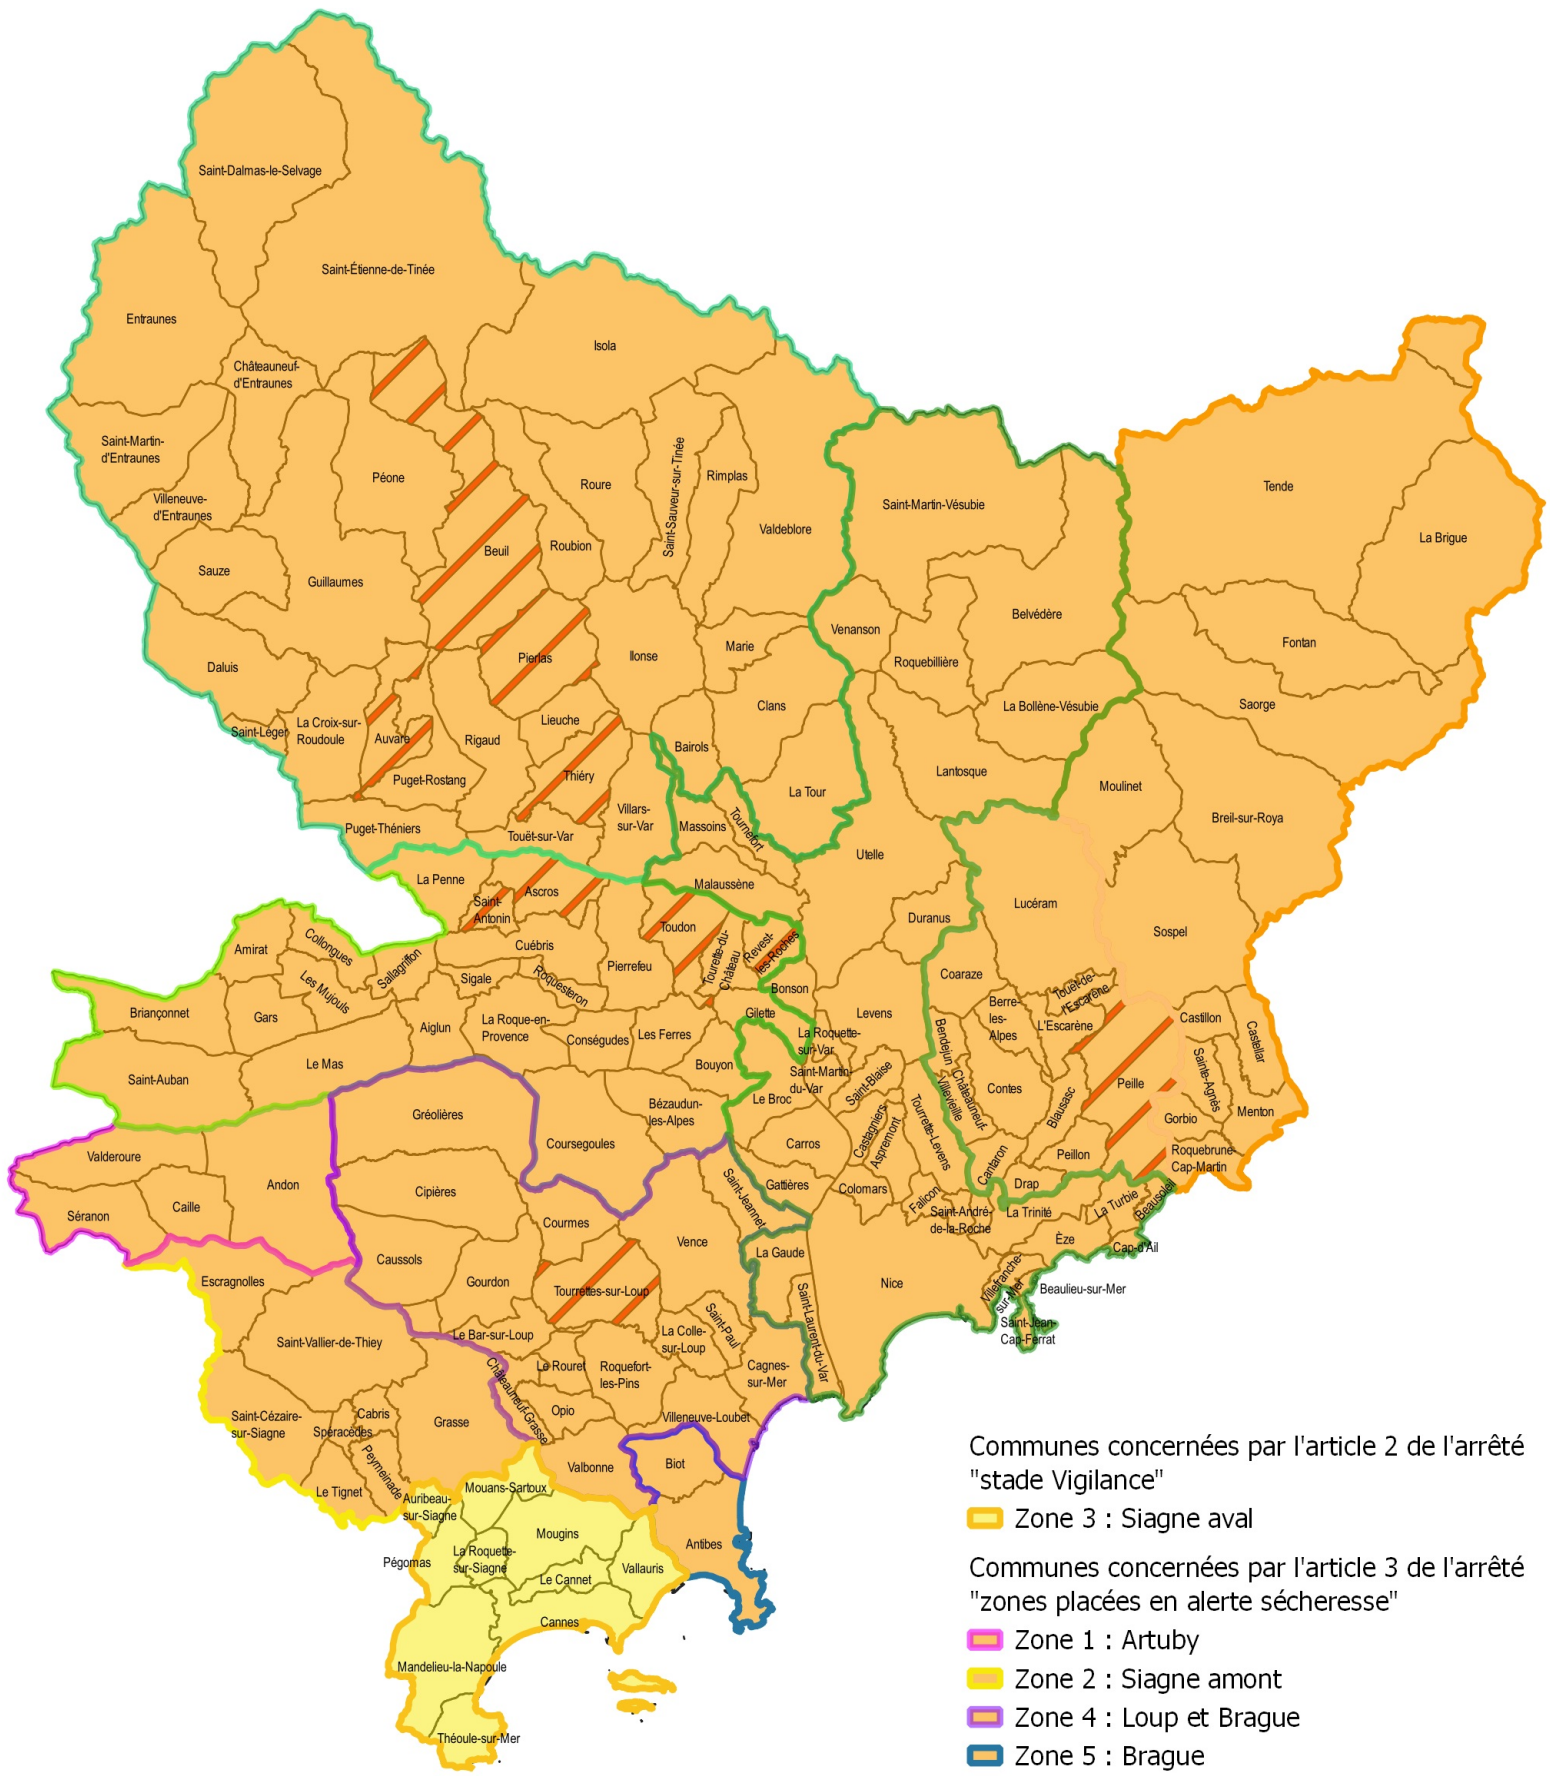 Saint-Dalmas-le-Selvage
Saint-Étienne-de-Tinée
Entraunes
Isola
Châteauneuf-
d'Entraunes
Saint-Martin-
d'Entraunes
Villeneuve-
d'Entraunes
Péone
Roure
Saint-Sauveur-sur-Tinée
Rimplas
Valdeblore
Saint-Martin-Vésubie
Tende
La Brigue
Sauze
Guillaumes
Beuil
Roubion
Belvédère
Venanson
Roquebillière
Fontan
Daluis
Pierlas
Ilonse
Marie
Saint-Léger
La Croix-sur-
Roudoule
Auvare
Rigaud
Lieuche
Clans
La Bollène-Vésubie
Saorge
Puget-Rostang
Thiéry
Bairols
La Tour
Lantosque
Moulinet
Breil-sur-Roya
Puget-Théniers
Touët-sur-Var
Villars-
sur-Var
Massoins
Tournefort
Utelle
La Penne
Ascros
Saint-
Antonin
Malaussène
Duranus
Lucéram
Sospel
Amirat
Collongues
Les Mujouls
Sallagriffon
Cuébris
Sigale
Roquesteron
Pierrefeu
Toudon
Tourette-du-
Château
Revest-
les-Roches
Bonson
Coaraze
Touët-de-
l'Escarène
Briançonnet
Gars
Aiglun
La Roque-en-
Provence
Conségudes
Les Ferres
Gilette
La Roquette-
sur-Var
Levens
Bendejun
Berre-
les-
Alpes
L'Escarène
Castillon
Castellar
Saint-Auban
Le Mas
Bouyon
Saint-Martin-
du-Var
Saint-Blaise
Châteauneuf-
Villevieille
Contes
Blausasc
Peille
Sainte-Agnès
Menton
Gorbio
Gréolières
Coursegoules
Bézaudun-
les-Alpes
Le Broc
Carros
Castagniers
Aspremont
Tourrette-Levens
Peillon
Roquebrune-
Cap-Martin
Valderoure
Andon
Caille
Séranon
Cipières
Courmes
Saint-Jeannet
Gattières
Colomars
Falicon
Saint-André-
de-la-Roche
Cantaron
Drap
La Trinité
La Turbie
Beausoleil
Èze
Cap-d'Ail
Caussols
Gourdon
Tourrettes-sur-Loup
Vence
La Gaude
Nice
Villefranche-
sur-Mer
Beaulieu-sur-Mer
Saint-Jean-
Cap-Ferrat
Escragnolles
Saint-Vallier-de-Thiey
Le Bar-sur-Loup
La Colle-
sur-Loup
Saint-Paul
Saint-Laurent-du-Var
Châteauneuf-Grasse
Le Rouret
Roquefort-
les-Pins
Cagnes-
sur-Mer
Saint-Cézaire-
sur-Siagne
Spéracèdes
Cabris
Peymeinade
Grasse
Opio
Villeneuve-Loubet
Le Tignet
Valbonne
Biot
Auribeau-
sur-Siagne
Mouans-Sartoux
Mougins
Antibes
Pégomas
La Roquette-
sur-Siagne
Le Cannet
Vallauris
Cannes
Mandelieu-la-Napoule
Théoule-sur-Mer
Communes concernées par l'article 2 de l'arrêté
"stade Vigilance"
Zone 3 : Siagne aval
Communes concernées par l'article 3 de l'arrêté
"zones placées en alerte sécheresse"
Zone 1 : Artuby
Zone 2 : Siagne amont
Zone 4 : Loup et Brague
Zone 5 : Brague